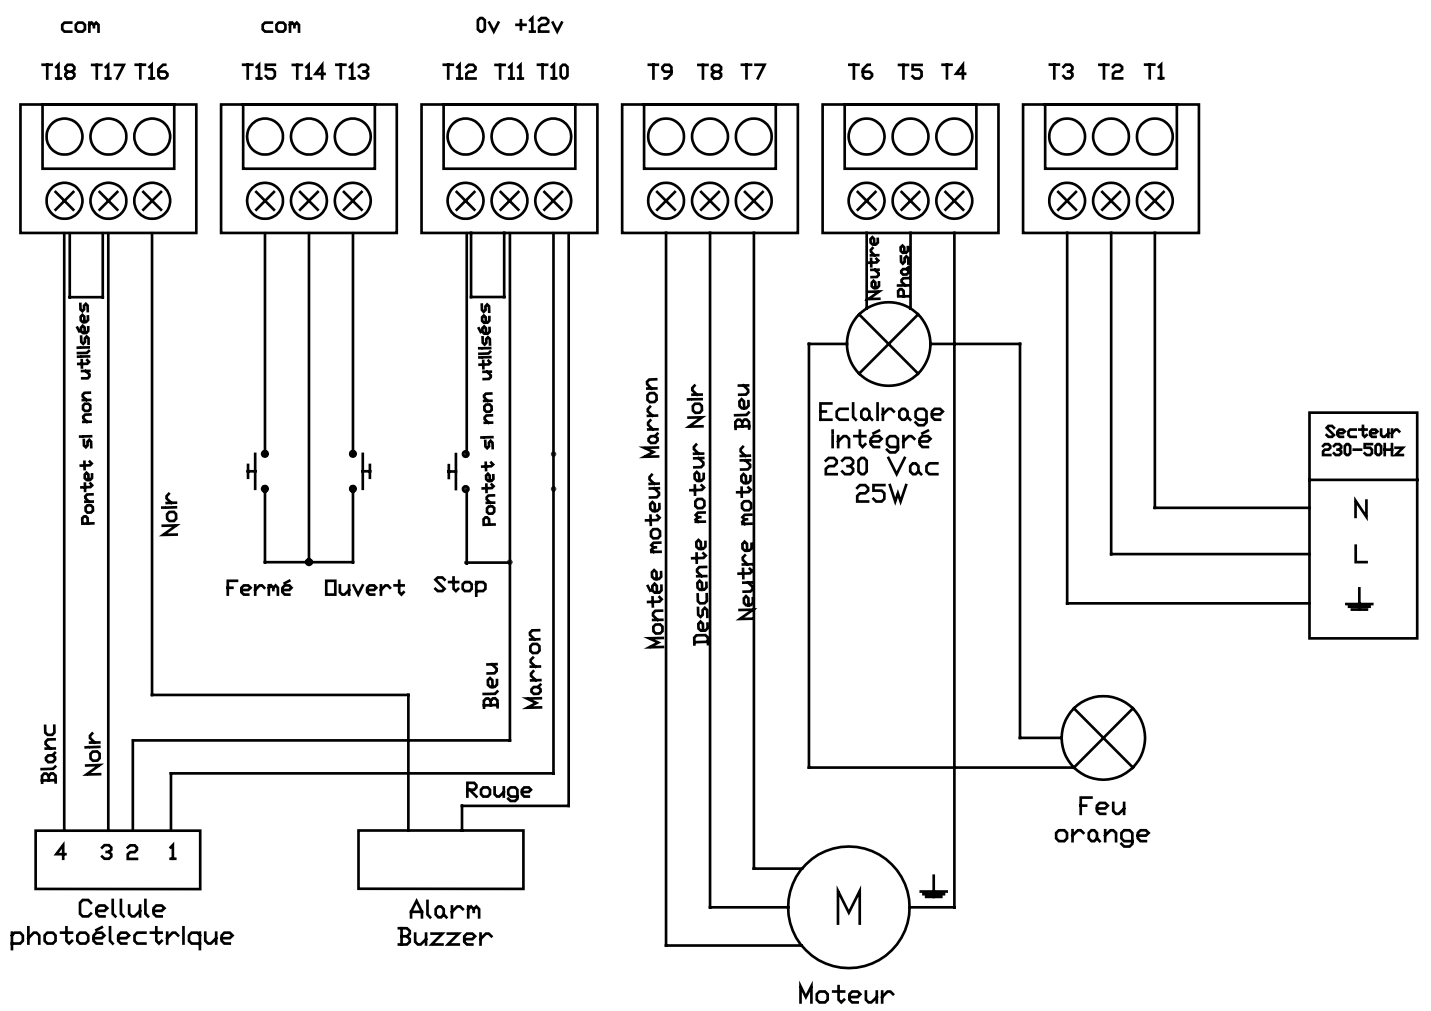 com com 0v +12v
T18 T17 T16 T15 T14 T13 T12 T11 T10 T9 T8 T7 T6 T5 T4 T3 T2 T1
Neutre
Phase
Pontet si non utilisées
Pontet si non utilisées
Montée moteur Marron
Descente moteur Noir
Neutre moteur Bleu
Eclairage
Intégré
230 Vac
25W
Secteur
230-50Hz
N
L
Noir
Fermé
Ouvert
Stop
Bleu
Marron
Blanc
Noir
Rouge
4 3 2 1
Cellule
photoélectrique
Alarm
Buzzer
M
Moteur
Feu
orange